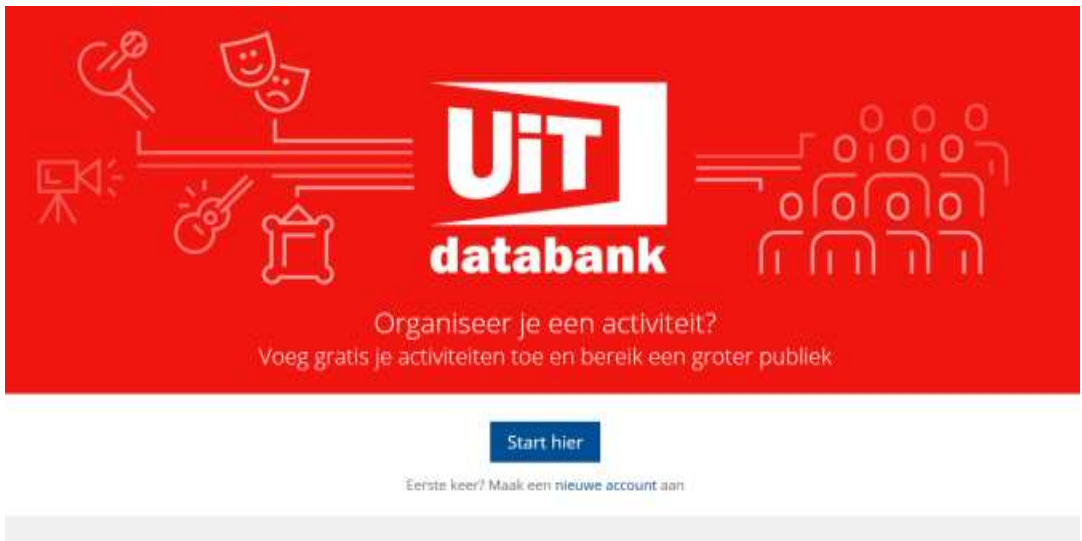 UiT
databank
Organiseer je een activiteit?
Voeg gratis je activiteiten toe en bereik een groter publiek
Start hier
Eerste keer? Maak een nieuwe account aan